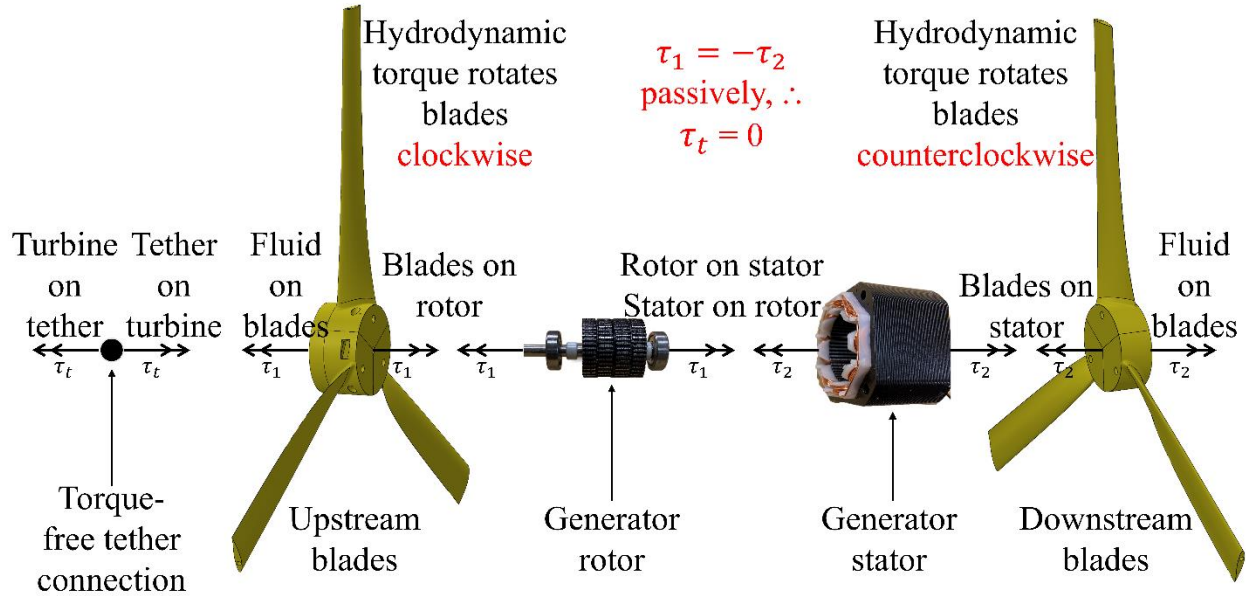 Hydrodynamic
torque rotates
blades
clockwise
τ₁ = −τ₂
passively, ∴
τₜ = 0
Hydrodynamic
torque rotates
blades
counterclockwise
Turbine
on
tether
Tether
on
turbine
Fluid
on
blades
Blades on
rotor
Rotor on stator
Stator on rotor
Blades on
stator
Fluid
on
blades
τₜ
τₜ
τ₁
τ₁
τ₁
τ₁
τ₂
τ₂
τ₂
τ₂
Torque-
free tether
connection
Upstream
blades
Generator
rotor
Generator
stator
Downstream
blades